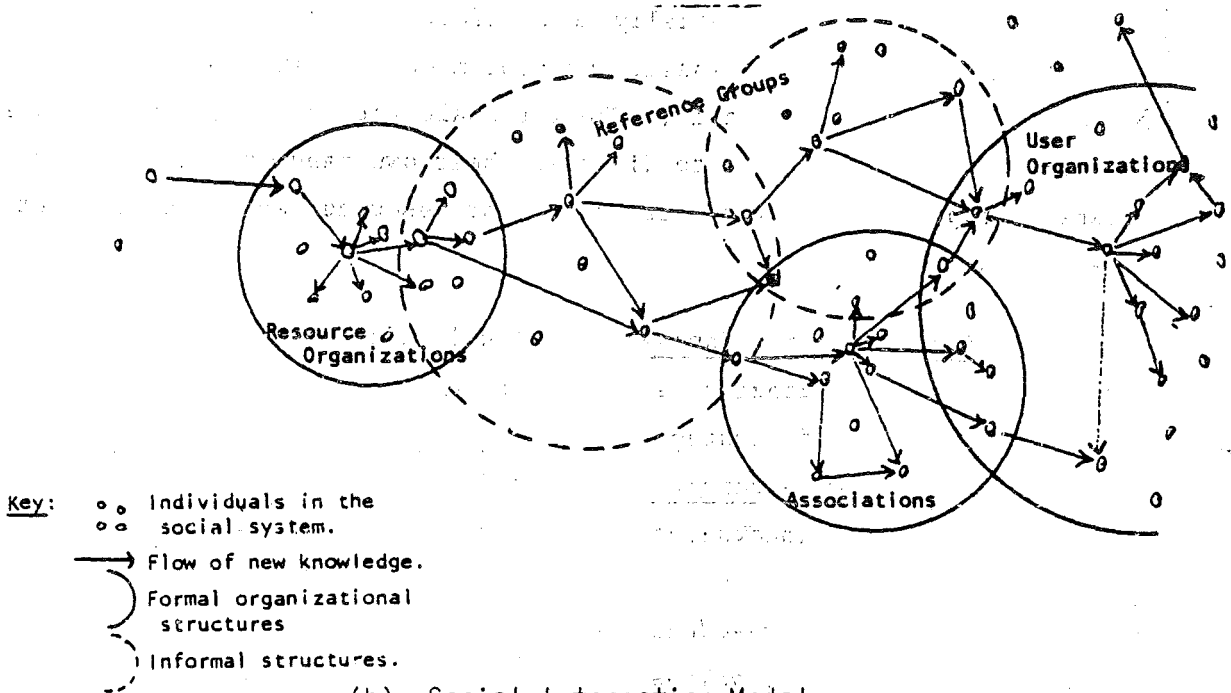 Reference Groups
User
Organizations
Resource
Organizations
Associations
Key:
Individuals in the
social system.
Flow of new knowledge.
Formal organizational
structures
Informal structures.
(b) Social Interaction Model